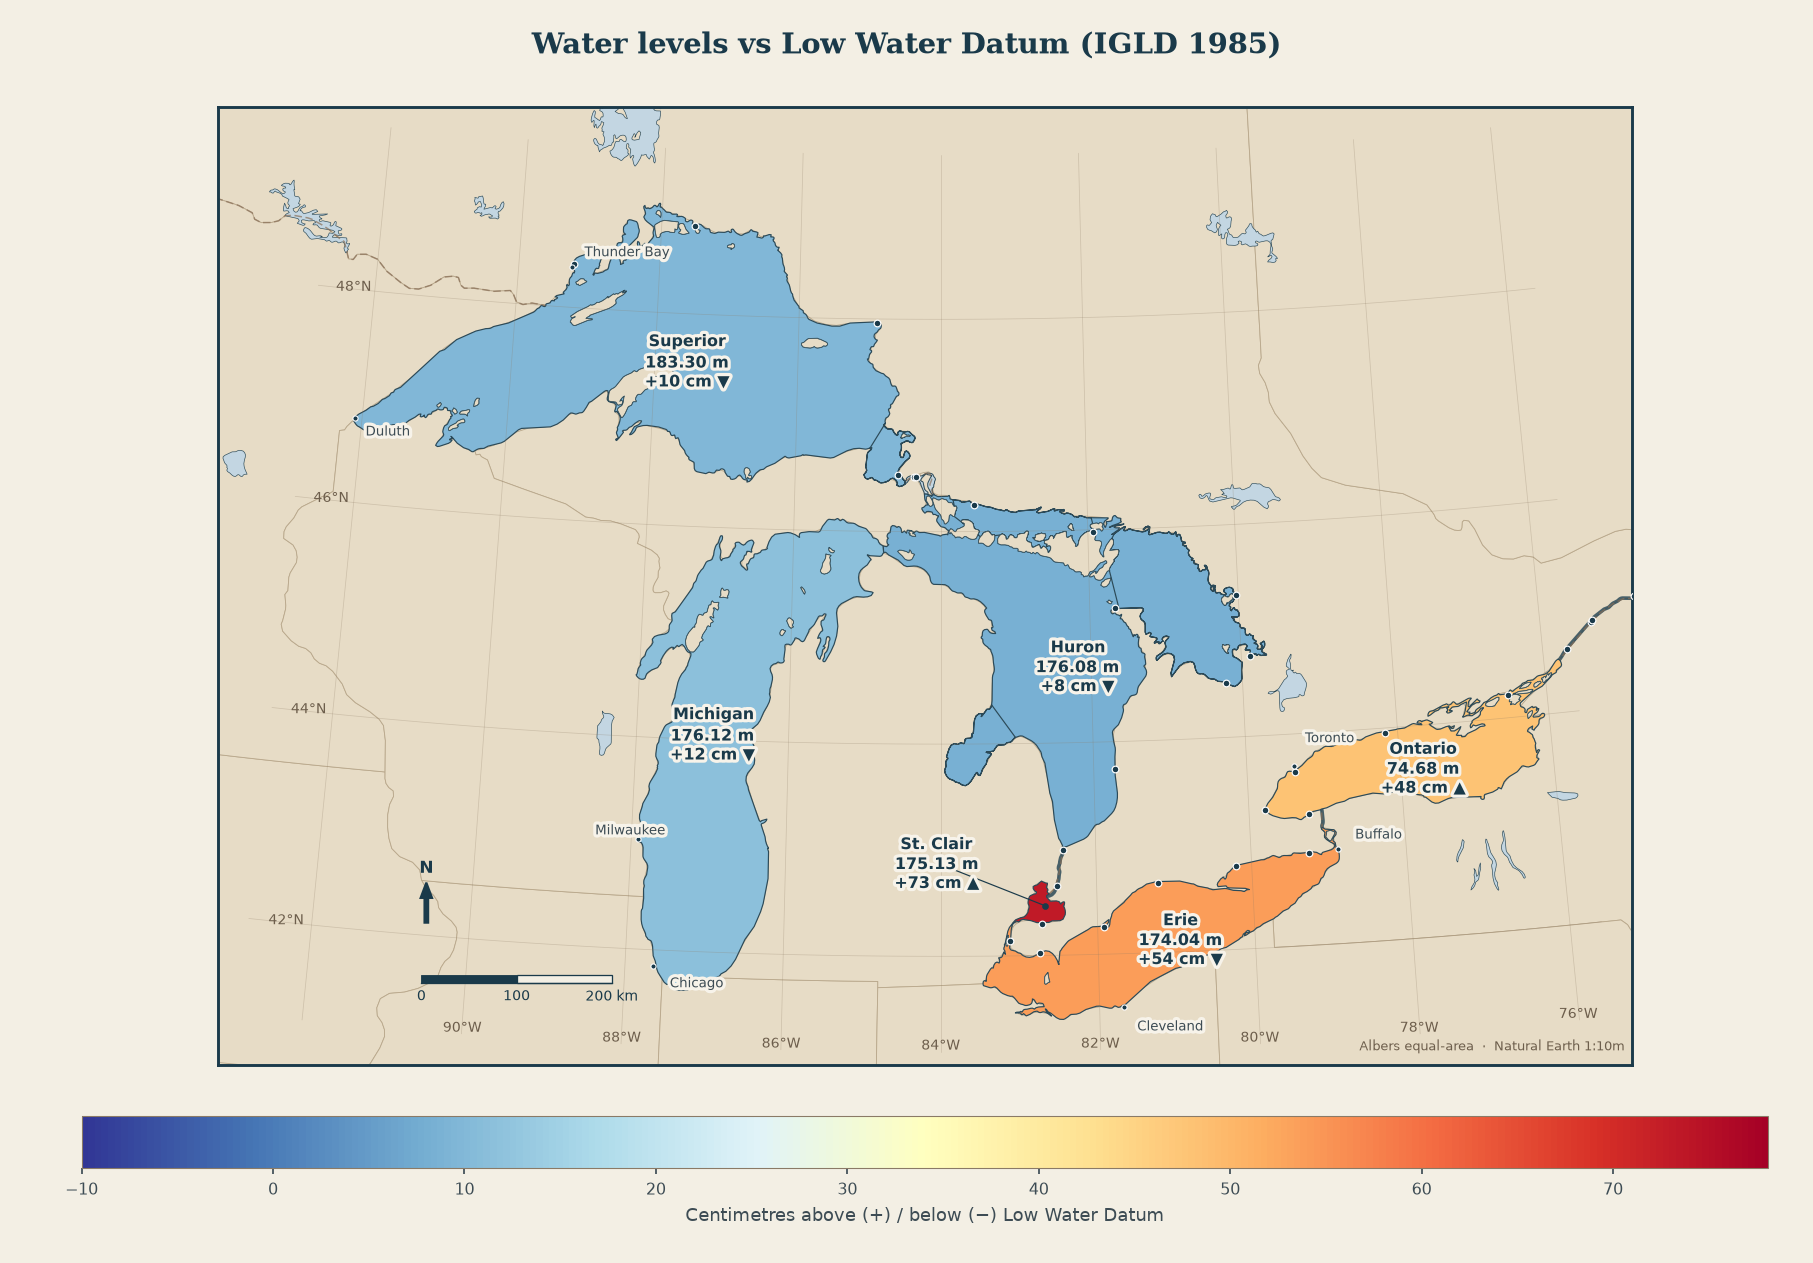 Water levels vs Low Water Datum (IGLD 1985)
Thunder Bay
48°N
Superior
183.30 m
+10 cm ▼
Duluth
46°N
Huron
176.08 m
+8 cm ▼
44°N
Michigan
176.12 m
+12 cm ▼
Toronto
Ontario
74.68 m
+48 cm ▲
Milwaukee
Buffalo
St. Clair
175.13 m
+73 cm ▲
N
42°N
Erie
174.04 m
+54 cm ▼
Chicago
0 100 200 km
Cleveland
90°W 88°W 86°W 84°W 82°W 80°W 78°W 76°W
Albers equal-area · Natural Earth 1:10m
−10 0 10 20 30 40 50 60 70
Centimetres above (+) / below (−) Low Water Datum